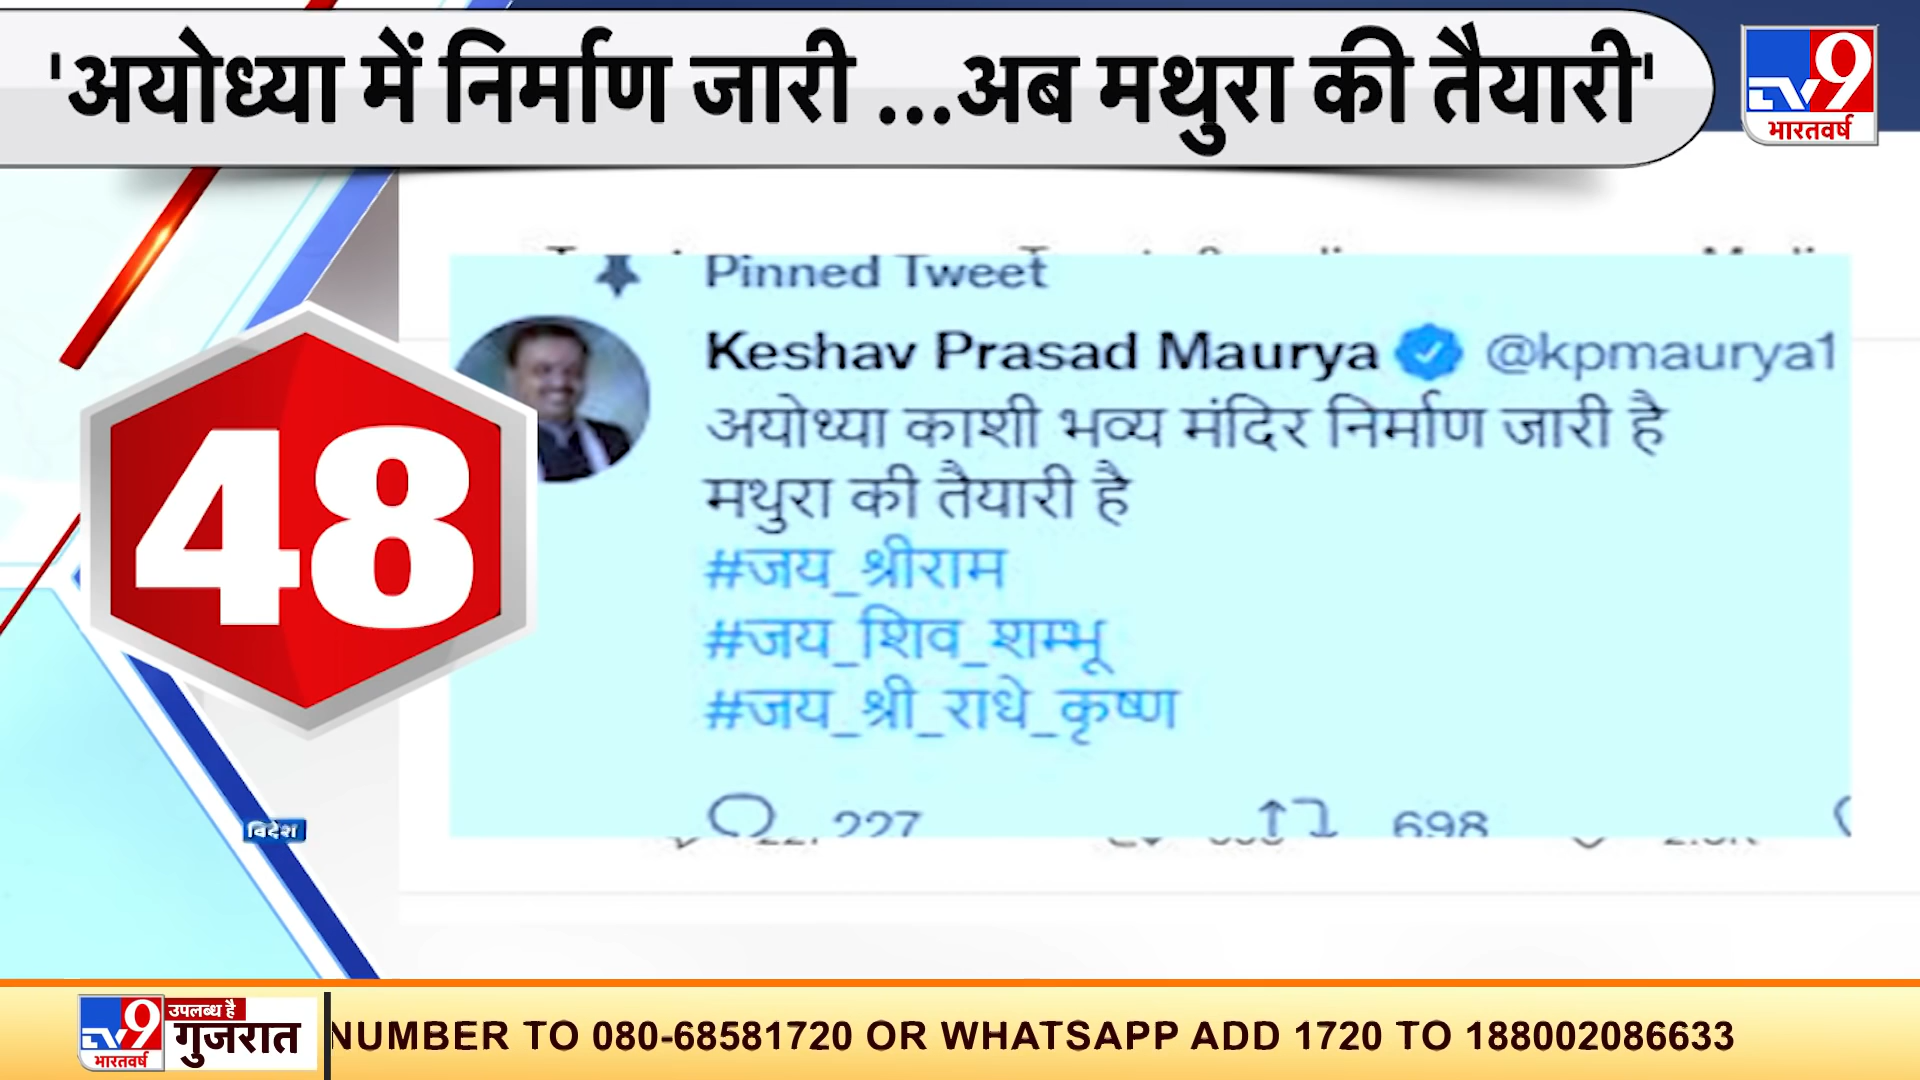 'अयोध्या में निर्माण जारी ...अब मथुरा की तैयारी'
TV9
भारतवर्ष
Pinned Tweet
Keshav Prasad Maurya @kpmaurya1
अयोध्या काशी भव्य मंदिर निर्माण जारी है
मथुरा की तैयारी है
#जय_श्रीराम
#जय_शिव_शम्भू
#जय_श्री_राधे_कृष्ण
227 698
48
विदेश
TV9
भारतवर्ष
उपलब्ध है
गुजरात
NUMBER TO 080-68581720 OR WHATSAPP ADD 1720 TO 188002086633